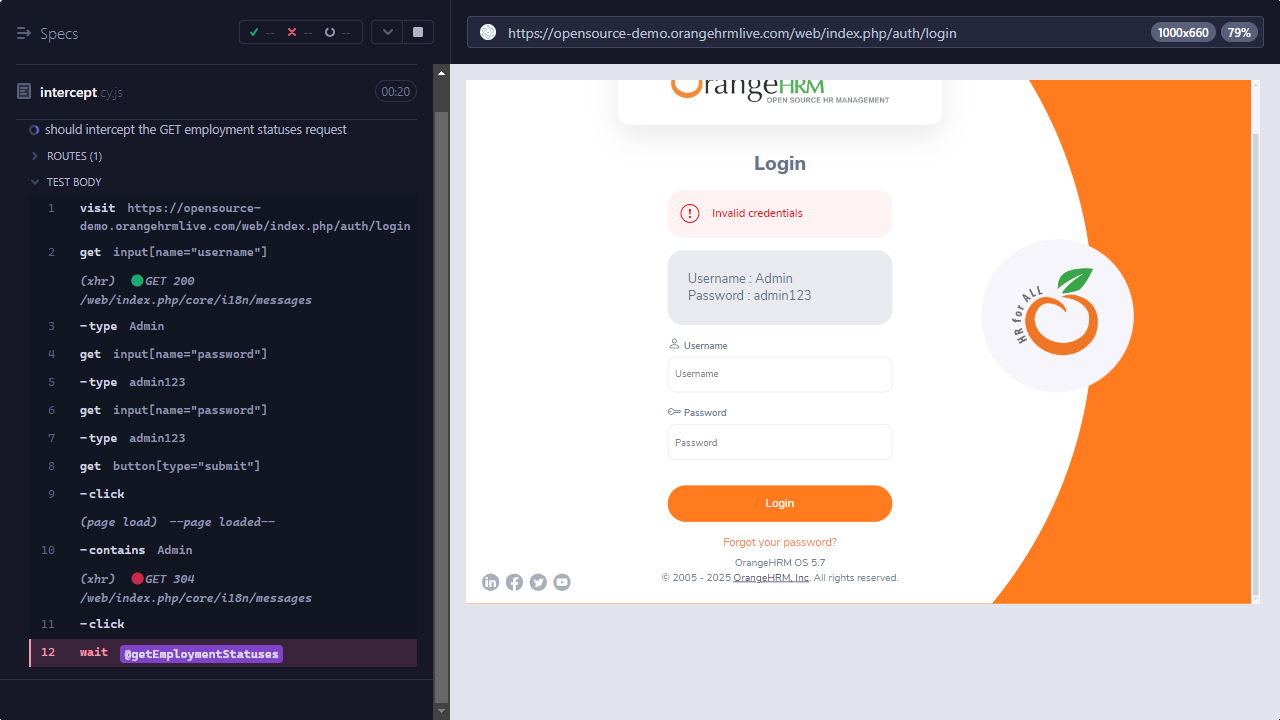 Specs
--
--
--
https://opensource-demo.orangehrmlive.com/web/index.php/auth/login
1000x660
79%
intercept.cy.js
00:20
should intercept the GET employment statuses request
ROUTES (1)
TEST BODY
1 visit https://opensource-
demo.orangehrmlive.com/web/index.php/auth/login
2 get input[name="username"]
(xhr) GET 200
/web/index.php/core/i18n/messages
3 -type Admin
4 get input[name="password"]
5 -type admin123
6 get input[name="password"]
7 -type admin123
8 get button[type="submit"]
9 -click
(page load) --page loaded--
10 -contains Admin
(xhr) GET 304
/web/index.php/core/i18n/messages
11 -click
12 wait @getEmploymentStatuses
OrangeHRM
OPEN SOURCE HR MANAGEMENT
Login
Invalid credentials
Username : Admin
Password : admin123
Username
Username
Password
Password
Login
Forgot your password?
OrangeHRM OS 5.7
© 2005 - 2025 OrangeHRM, Inc. All rights reserved.
HR for ALL